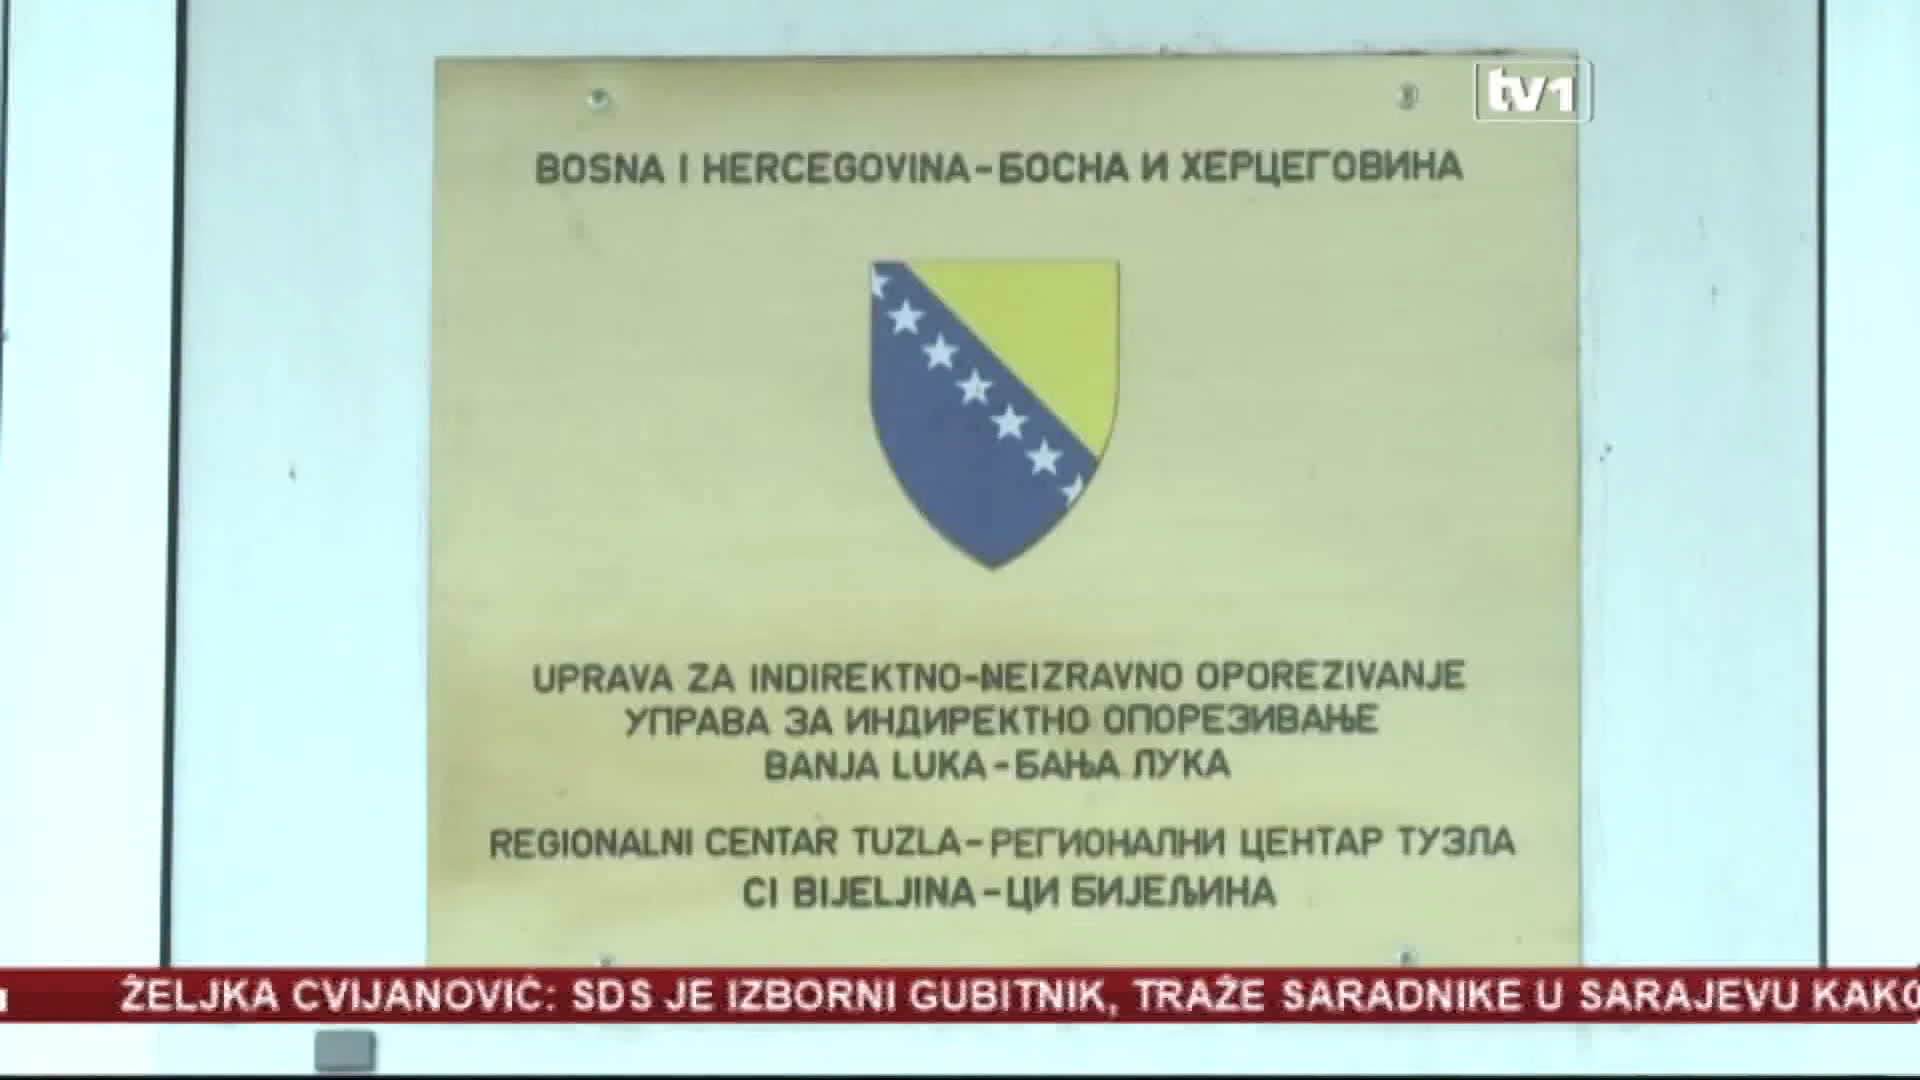 tv1
BOSNA I HERCEGOVINA-БОСНА И ХЕРЦЕГОВИНА
UPRAVA ZA INDIREKTNO-NEIZRAVNO OPOREZIVANJE
УПРАВА ЗА ИНДИРЕКТНО ОПОРЕЗИВАЊЕ
BANJA LUKA-БАЊА ЛУКА
REGIONALNI CENTAR TUZLA-РЕГИОНАЛНИ ЦЕНТАР ТУЗЛА
CI BIJELJINA-ЦИ БИЈЕЉИНА
ŽELJKA CVIJANOVIĆ: SDS JE IZBORNI GUBITNIK, TRAŽE SARADNIKE U SARAJEVU KAKO